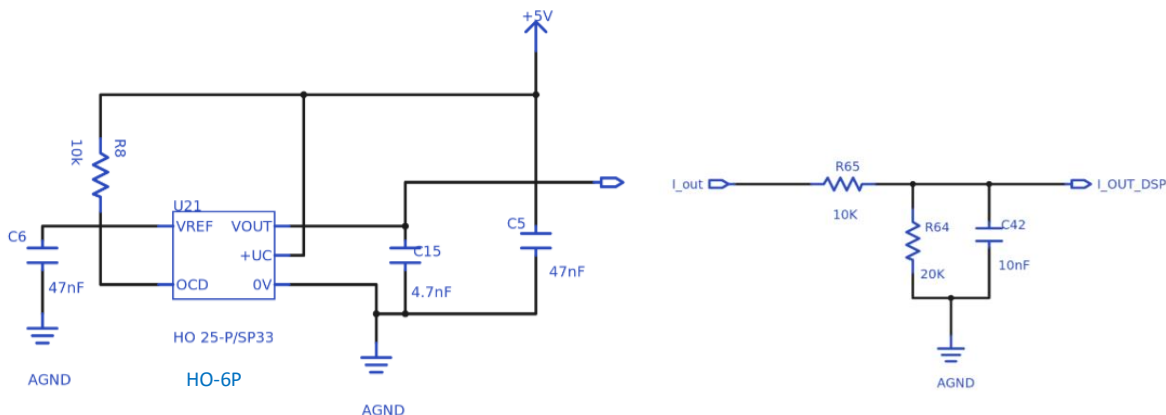 +5V
R8
10k
U21
VREF
VOUT
+UC
OCD
0V
C6
47nF
C15
4.7nF
C5
47nF
HO 25-P/SP33
HO-6P
AGND
AGND
I_out
R65
10K
I_OUT_DSP
R64
20K
C42
10nF
AGND